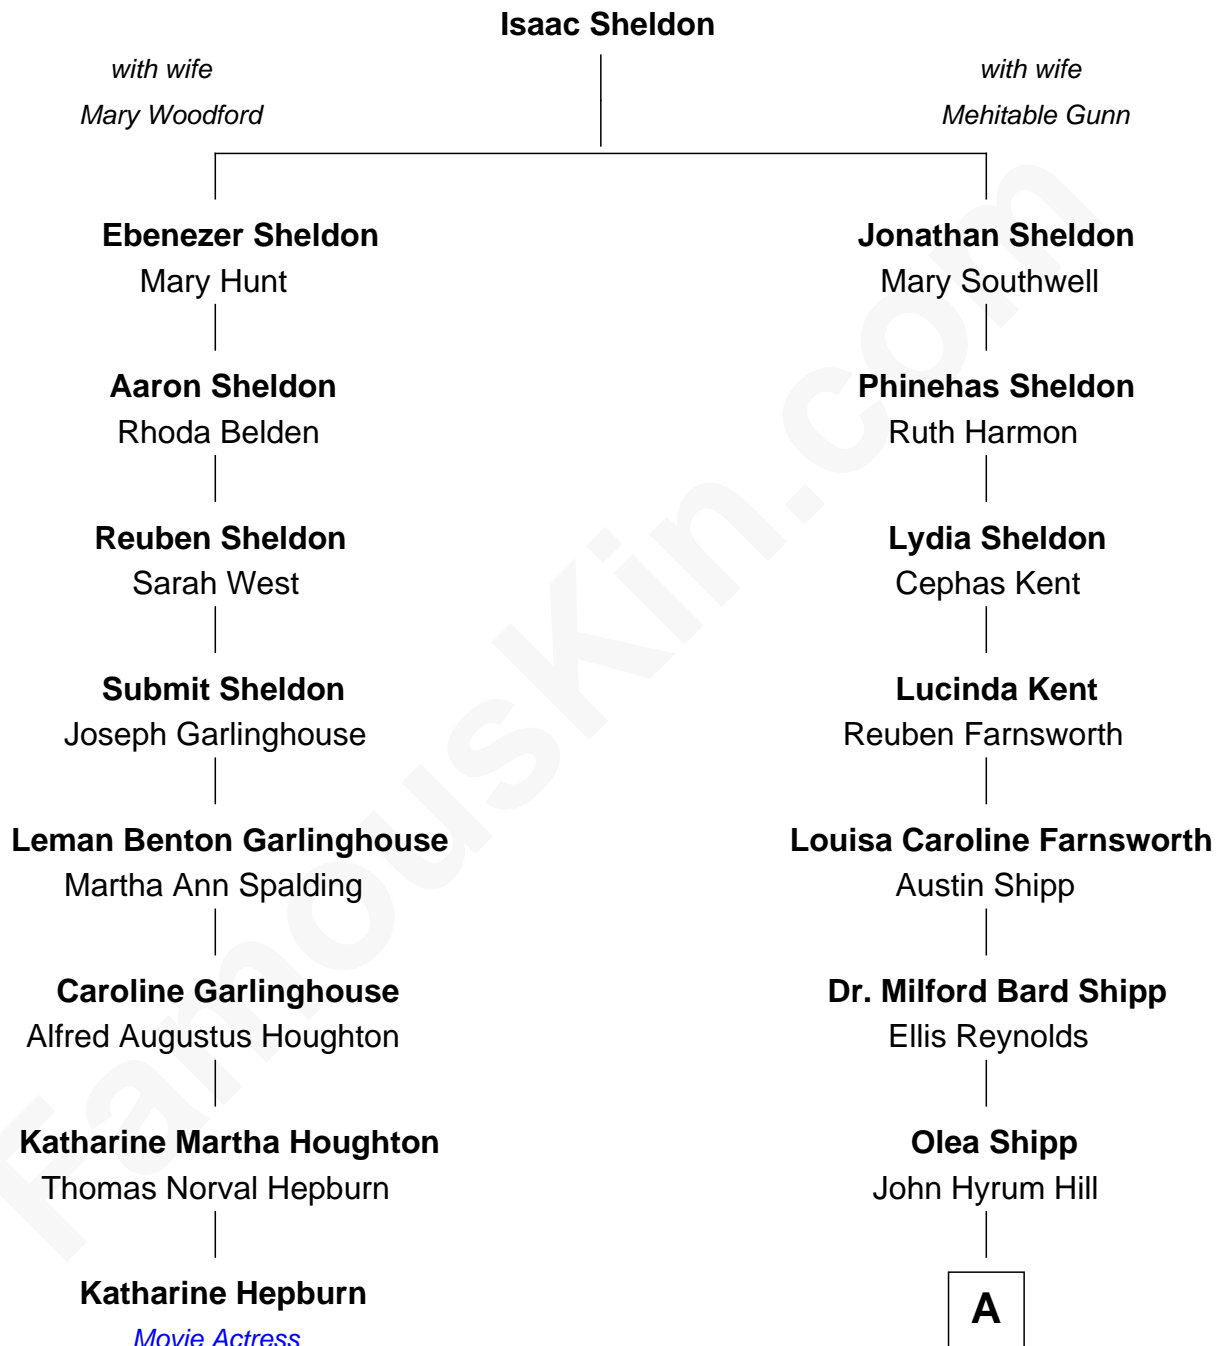 Isaac Sheldon
with wife
Mary Woodford
with wife
Mehitable Gunn
Ebenezer Sheldon
Mary Hunt
Jonathan Sheldon
Mary Southwell
Aaron Sheldon
Rhoda Belden
Phinehas Sheldon
Ruth Harmon
Reuben Sheldon
Sarah West
Lydia Sheldon
Cephas Kent
Submit Sheldon
Joseph Garlinghouse
Lucinda Kent
Reuben Farnsworth
Leman Benton Garlinghouse
Martha Ann Spalding
Louisa Caroline Farnsworth
Austin Shipp
Caroline Garlinghouse
Alfred Augustus Houghton
Dr. Milford Bard Shipp
Ellis Reynolds
Katharine Martha Houghton
Thomas Norval Hepburn
Olea Shipp
John Hyrum Hill
Katharine Hepburn
Movie Actress
A
FamousKin.com